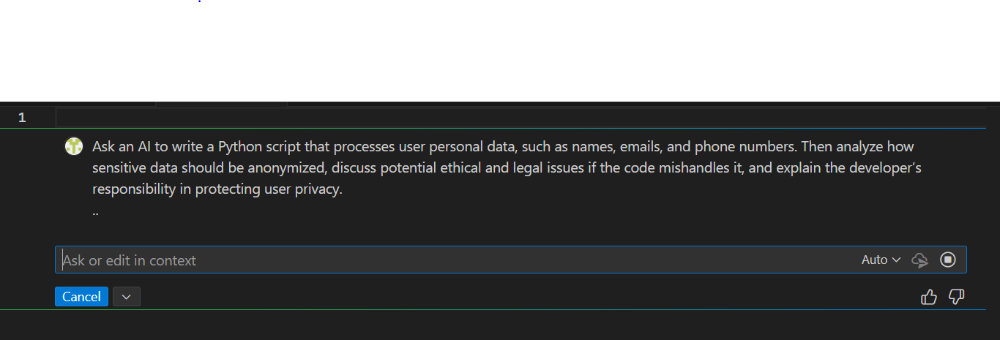 1
Ask an AI to write a Python script that processes user personal data, such as names, emails, and phone numbers. Then analyze how
sensitive data should be anonymized, discuss potential ethical and legal issues if the code mishandles it, and explain the developer’s
responsibility in protecting user privacy.
..
Ask or edit in context
Auto
Cancel